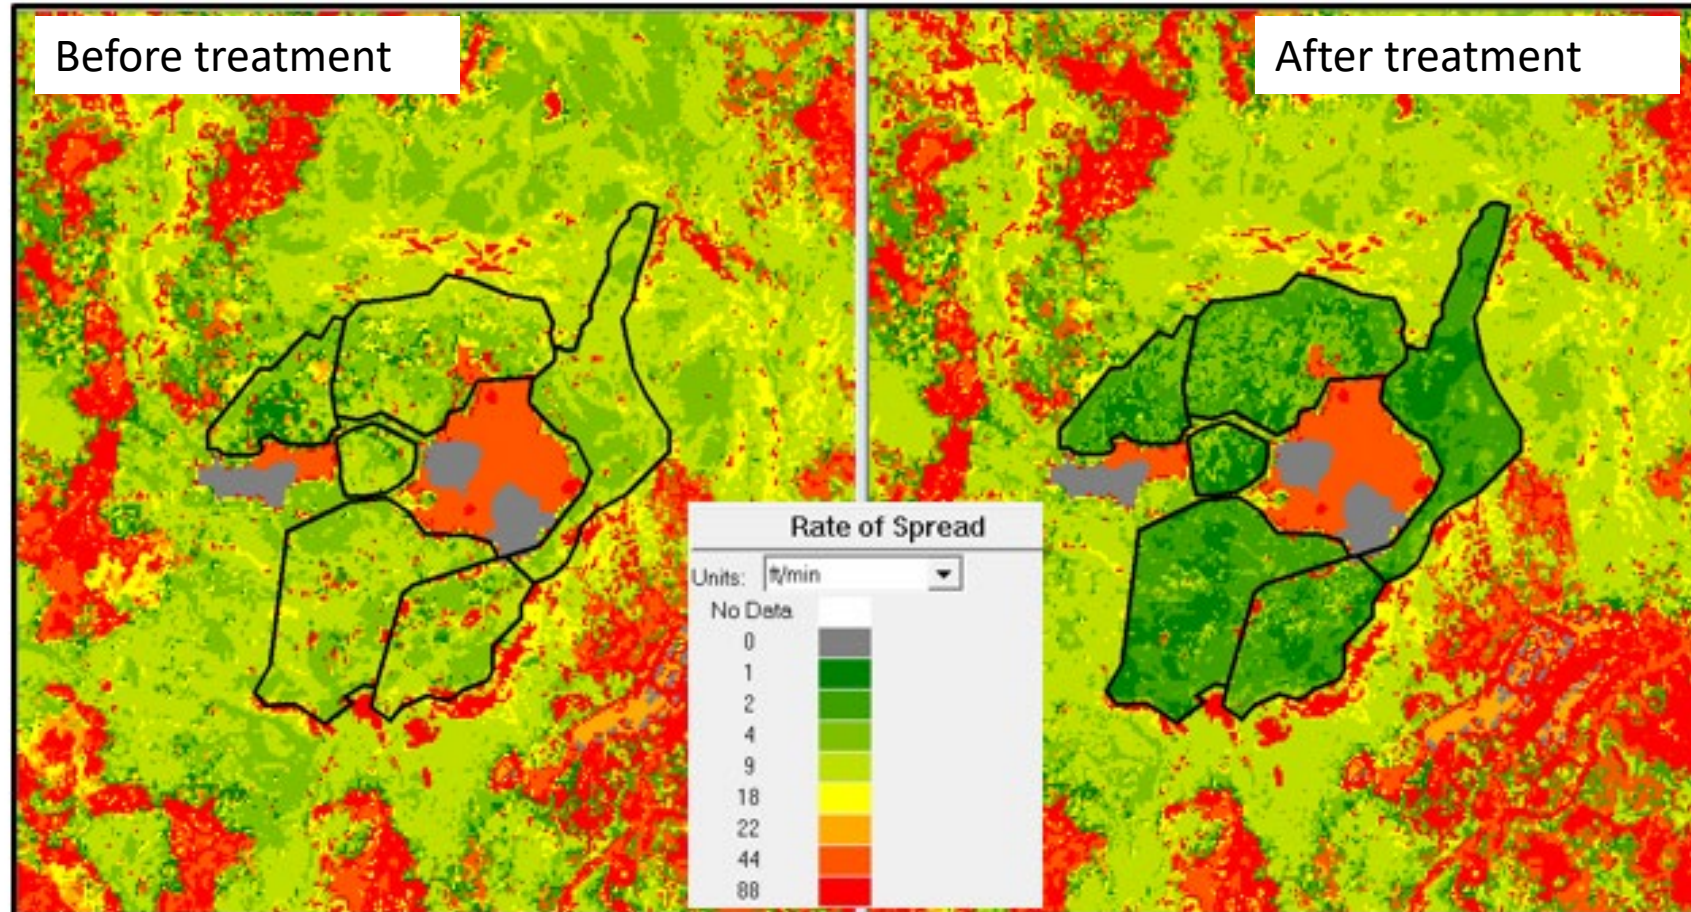 Before treatment
After treatment
Rate of Spread
Units: ft/min
No Data
0
1
2
4
9
18
22
44
88